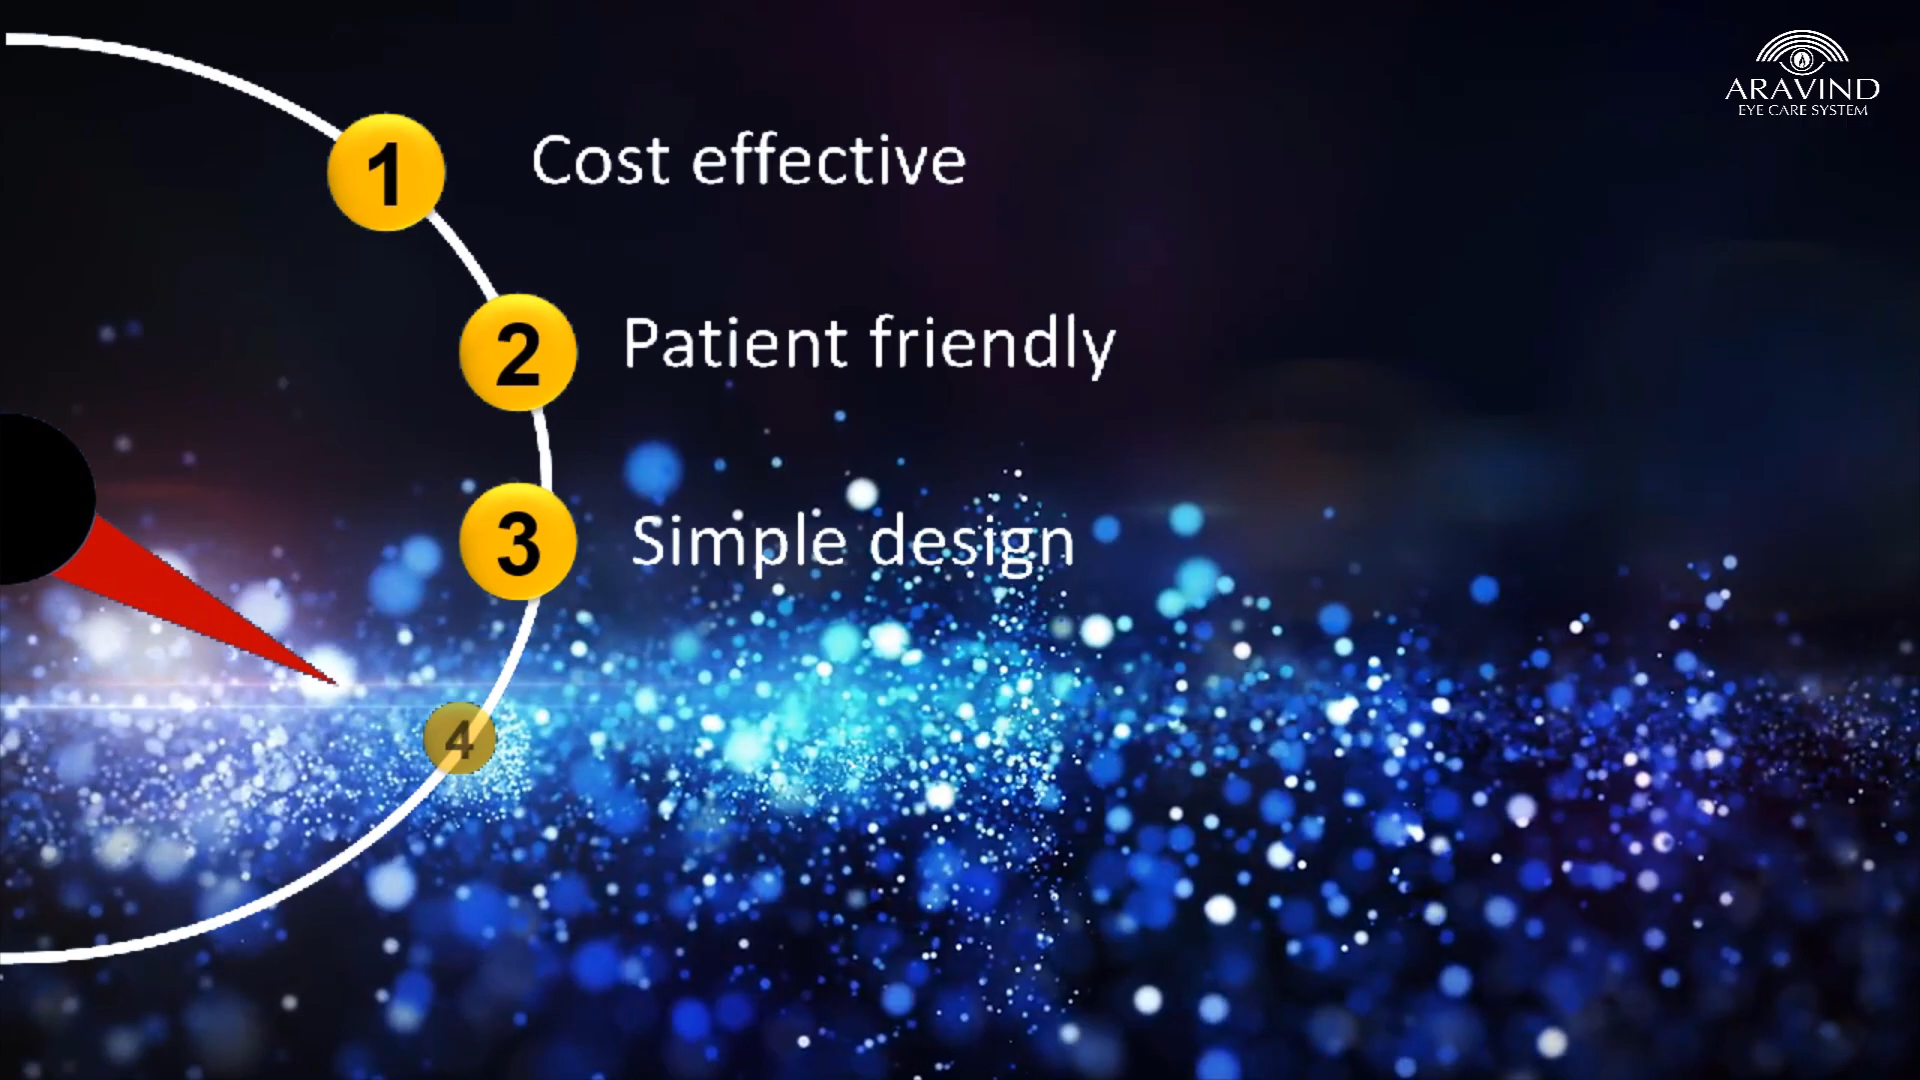 ARAVIND
EYE CARE SYSTEM
1 Cost effective
2 Patient friendly
3 Simple design
4